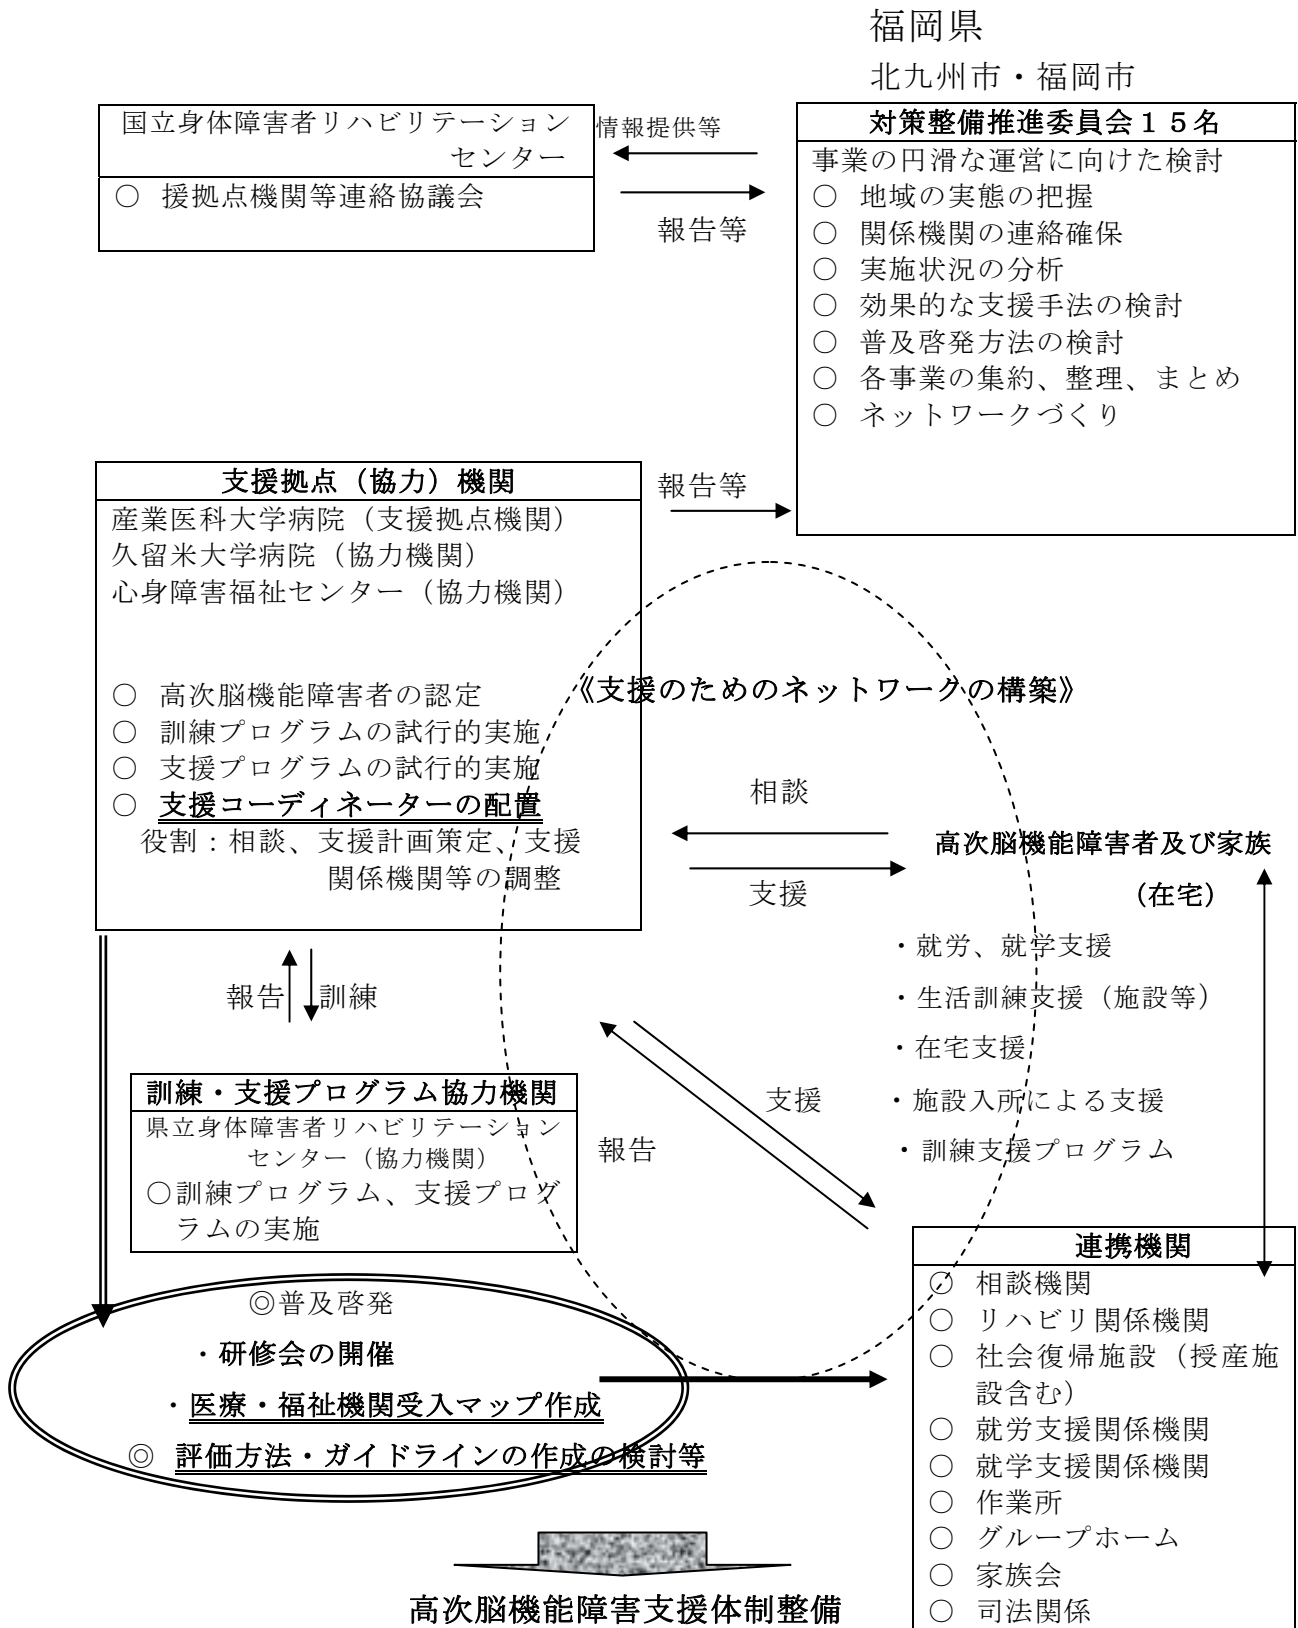 福岡県
北九州市・福岡市
国立身体障害者リハビリテーション
センター
○ 援拠点機関等連絡協議会
情報提供等
報告等
対策整備推進委員会１５名
事業の円滑な運営に向けた検討
○ 地域の実態の把握
○ 関係機関の連絡確保
○ 実施状況の分析
○ 効果的な支援手法の検討
○ 普及啓発方法の検討
○ 各事業の集約、整理、まとめ
○ ネットワークづくり
支援拠点（協力）機関
産業医科大学病院（支援拠点機関）
久留米大学病院（協力機関）
心身障害福祉センター（協力機関）
○ 高次脳機能障害者の認定
○ 訓練プログラムの試行的実施
○ 支援プログラムの試行的実施
○ 支援コーディネーターの配置
役割：相談、支援計画策定、支援
関係機関等の調整
報告等
《支援のためのネットワークの構築》
相談
支援
高次脳機能障害者及び家族
（在宅）
・就労、就学支援
・生活訓練支援（施設等）
・在宅支援
・施設入所による支援
・訓練支援プログラム
報告
訓練
訓練・支援プログラム協力機関
県立身体障害者リハビリテーション
センター（協力機関）
○訓練プログラム、支援プログ
ラムの実施
支援
報告
◎普及啓発
・研修会の開催
・医療・福祉機関受入マップ作成
◎ 評価方法・ガイドラインの作成の検討等
連携機関
○ 相談機関
○ リハビリ関係機関
○ 社会復帰施設（授産施
設含む）
○ 就労支援関係機関
○ 就学支援関係機関
○ 作業所
○ グループホーム
○ 家族会
○ 司法関係
高次脳機能障害支援体制整備